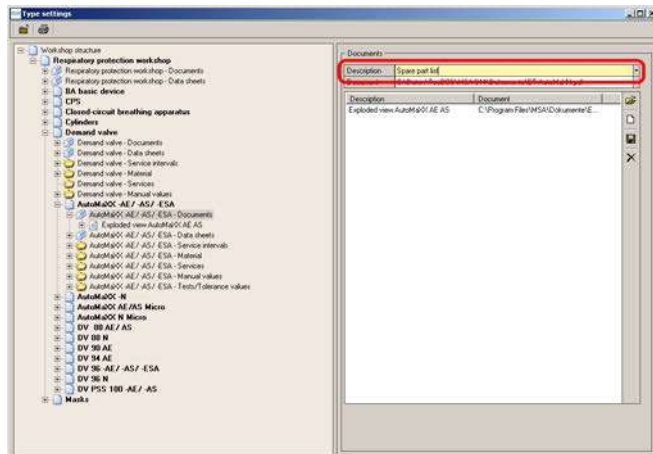 Type settings
Workshop structure
Respiratory protection workshop
Respiratory protection workshop - Documents
Respiratory protection workshop - Data sheets
BA basic device
CPS
Closed-circuit breathing apparatus
Cylinders
Demand valve
Demand valve - Documents
Demand valve - Data sheets
Demand valve - Service intervals
Demand valve - Material
Demand valve - Services
Demand valve - Manual values
AutoMaXX -AE/ -AS/ -ESA
AutoMaXX -AE/ -AS/ -ESA - Documents
Exploded view AutoMaXX AE AS
AutoMaXX -AE/ -AS/ -ESA - Data sheets
AutoMaXX -AE/ -AS/ -ESA - Service intervals
AutoMaXX -AE/ -AS/ -ESA - Material
AutoMaXX -AE/ -AS/ -ESA - Services
AutoMaXX -AE/ -AS/ -ESA - Manual values
AutoMaXX -AE/ -AS/ -ESA - Tests/Tolerance values
AutoMaXX -N
AutoMaXX AE/AS Micro
AutoMaXX N Micro
DV 88 AE/ AS
DV 88 N
DV 90 AE
DV 94 AE
DV 96 -AE/ -AS/ -ESA
DV 96 N
DV PSS 100 -AE/ -AS
Masks
Documents
Description Spare part list
Description Document
Exploded view AutoMaXX AE AS C:\Program Files\MSA\Dokumente\E...